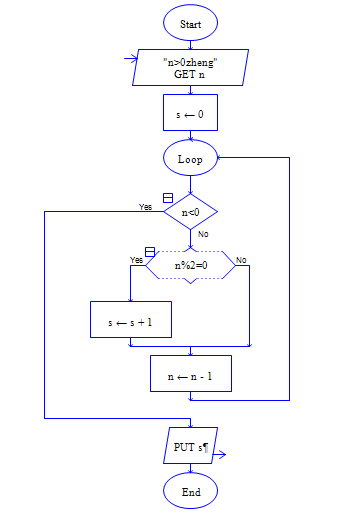 Start
"n>0zheng"
GET n
s ← 0
Loop
Yes
n<0
No
Yes
n%2=0
No
s ← s + 1
n ← n - 1
PUT s¶
End